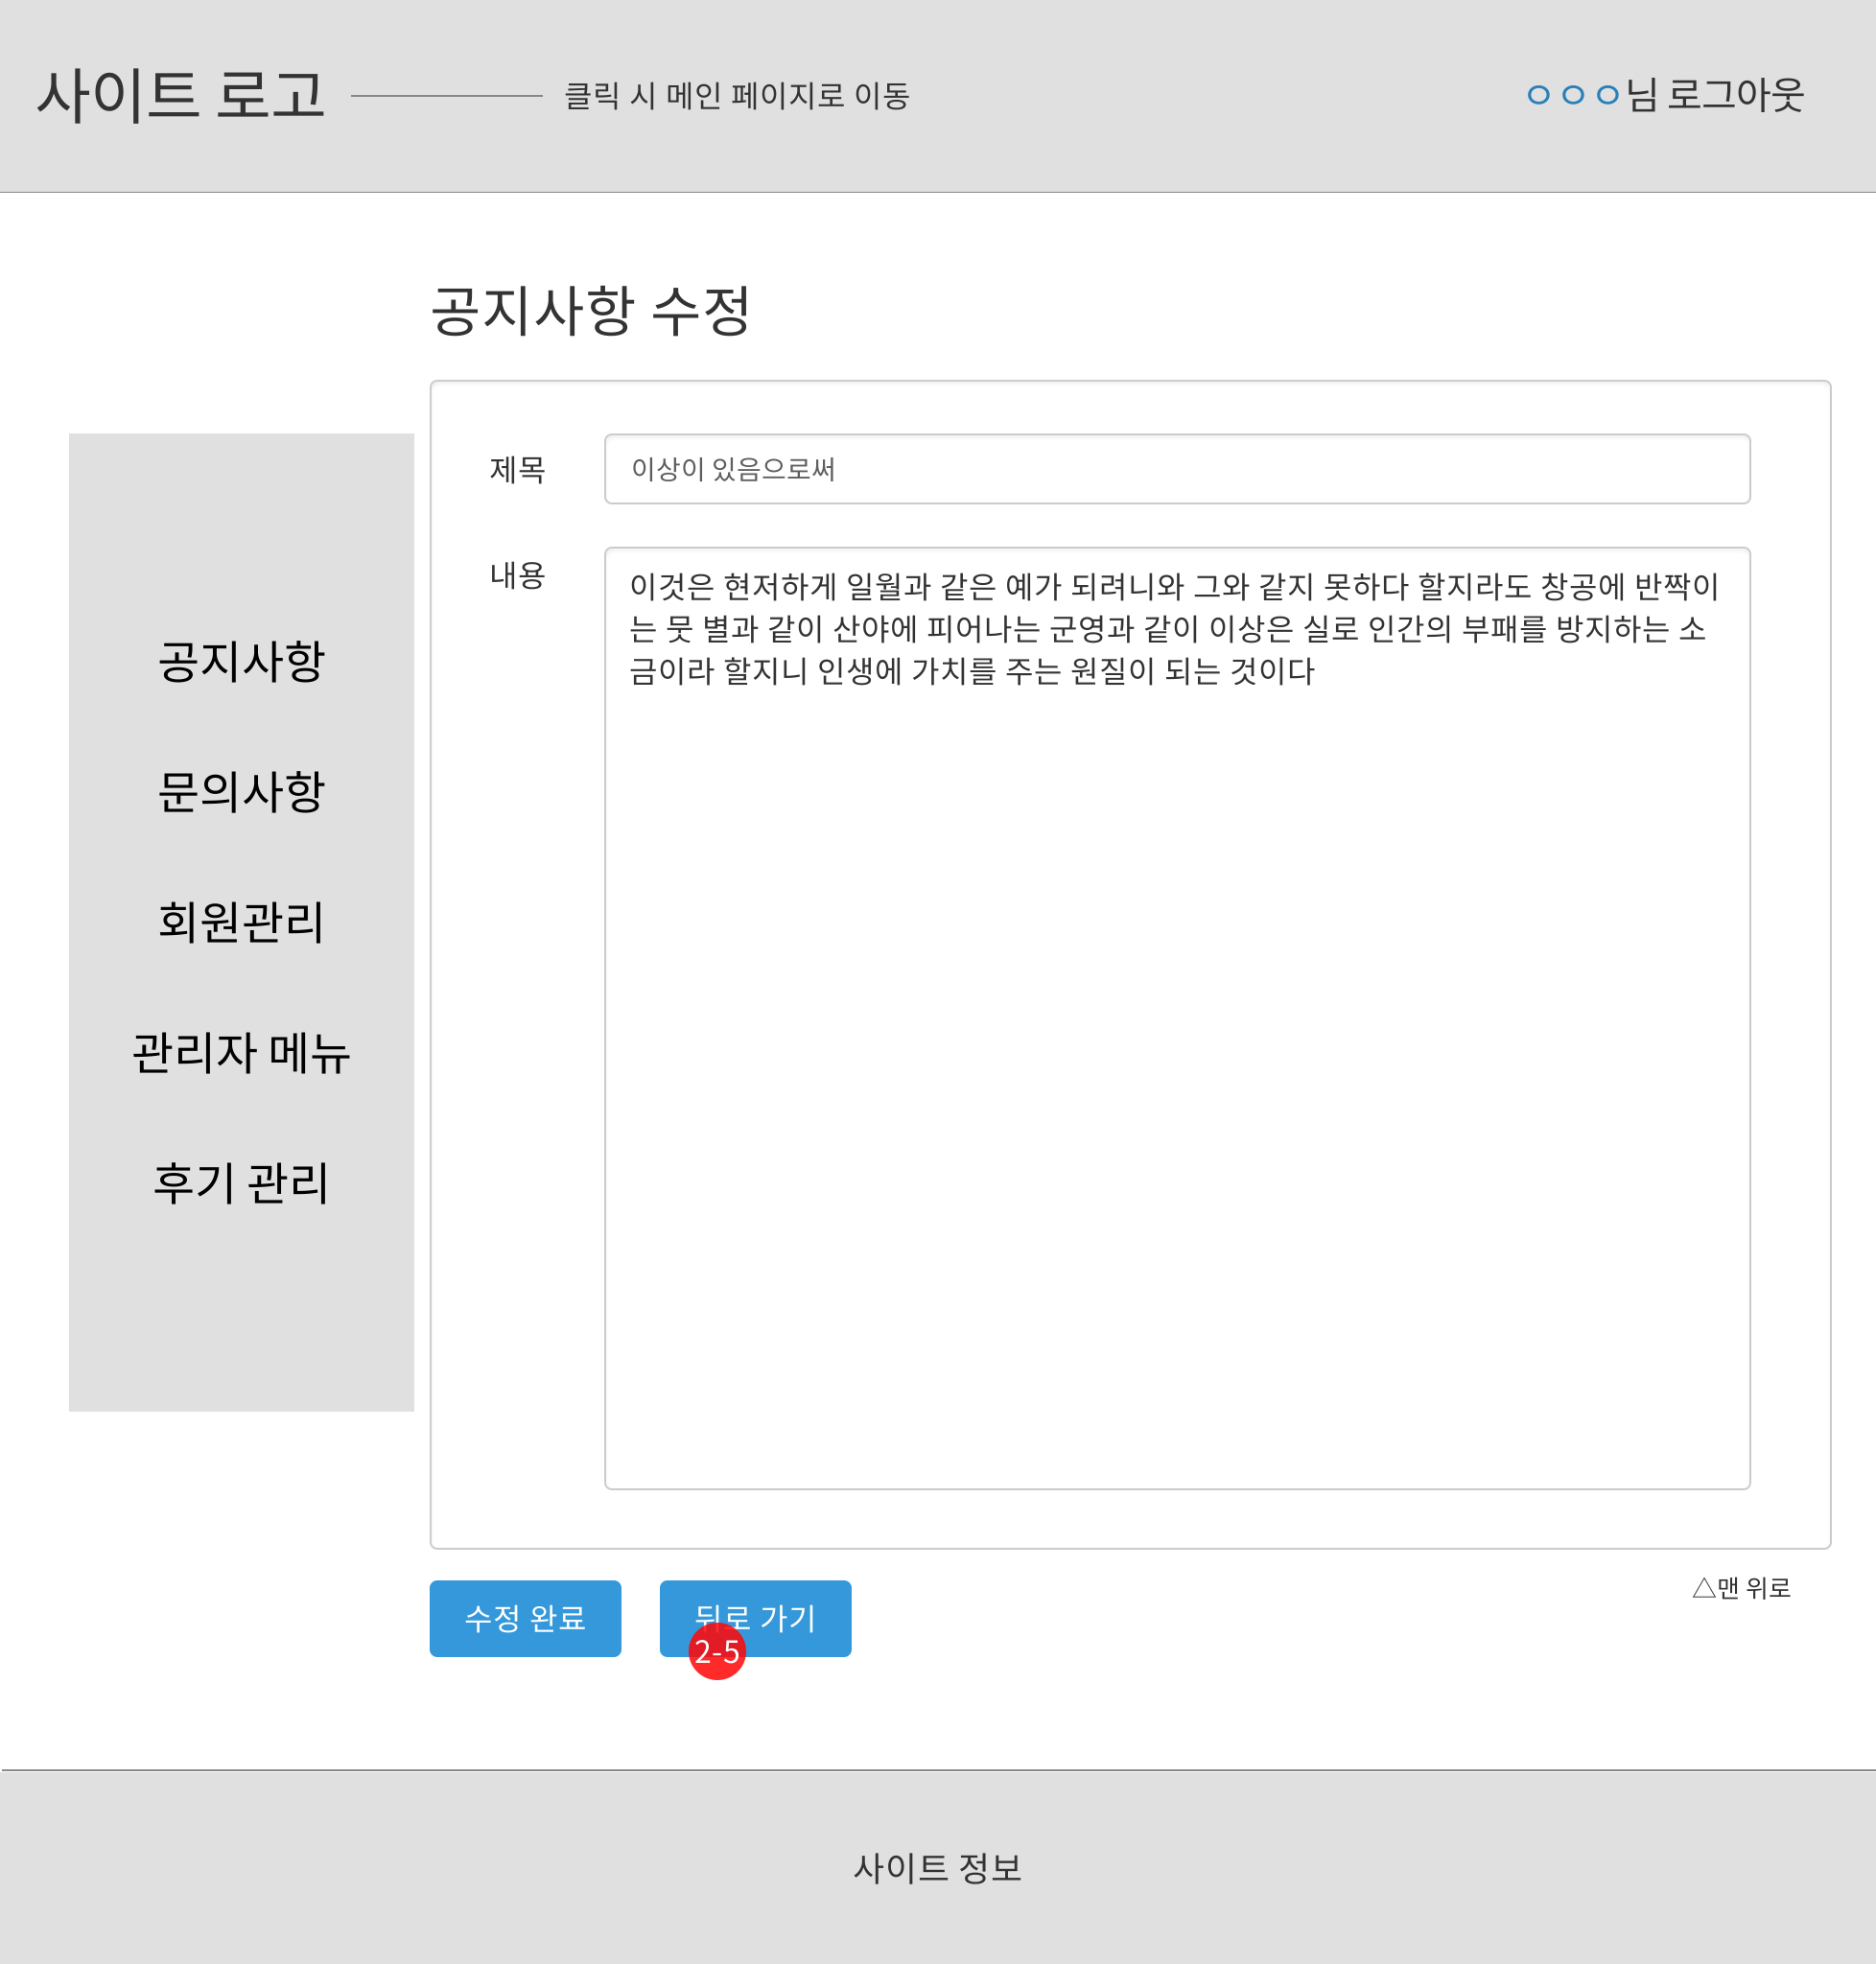 사이트 로고
클릭 시 메인 페이지로 이동
ㅇㅇㅇ님 로그아웃
공지사항 수정
제목
이상이 있음으로써
내용
이것은 현저하게 일월과 같은 예가 되려니와 그와 같지 못하다 할지라도 창공에 반짝이
는 뭇 별과 같이 산야에 피어나는 군영과 같이 이상은 실로 인간의 부패를 방지하는 소
금이라 할지니 인생에 가치를 주는 원질이 되는 것이다
공지사항
문의사항
회원관리
관리자 메뉴
후기 관리
수정 완료
뒤로 가기
2-5
△맨 위로
사이트 정보